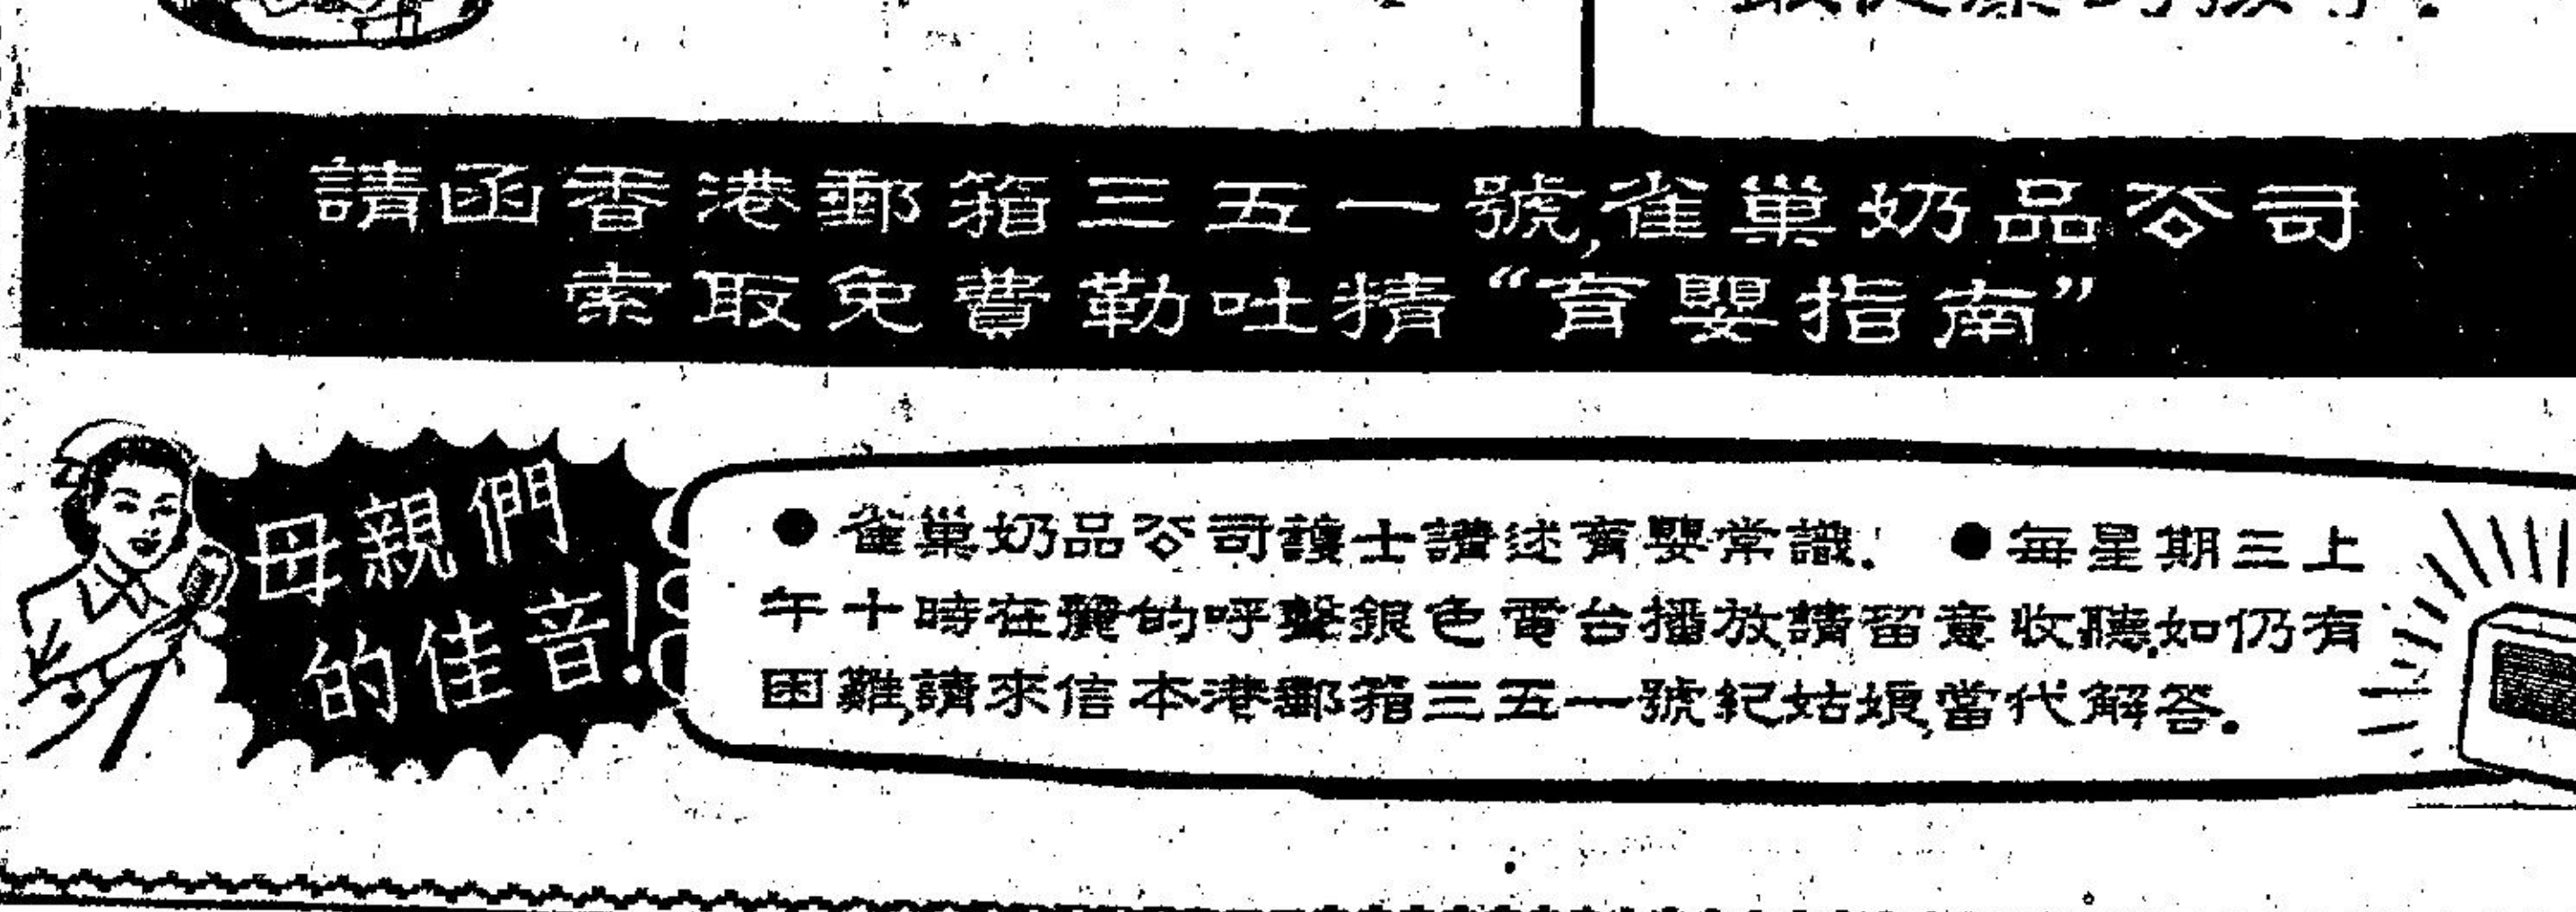 請函香港郵箱三五一號,雀巢奶品公司
索取免費勒吐精“育嬰指南”
母親們
的佳音!
●雀巢奶品公司護士講述育嬰常識. ●每星期三上
午十時在麗的呼聲銀色電台播放,請留意收聽,如仍有
困難,請來信本港郵箱三五一號紀姑娘,當代解答.